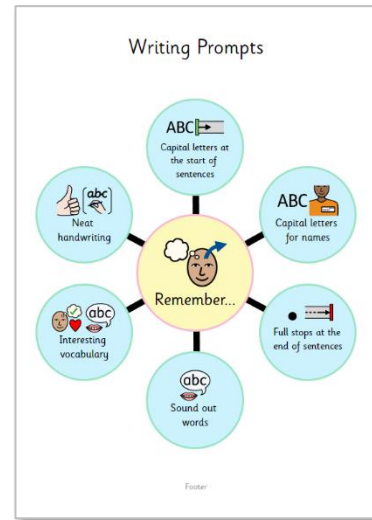 Writing Prompts
ABC
Capital letters at
the start of
sentences
ABC
Capital letters
for names
Full stops at the
end of sentences
abc
Sound out
words
abc
Interesting
vocabulary
abc
Neat
handwriting
Remember...
Footer